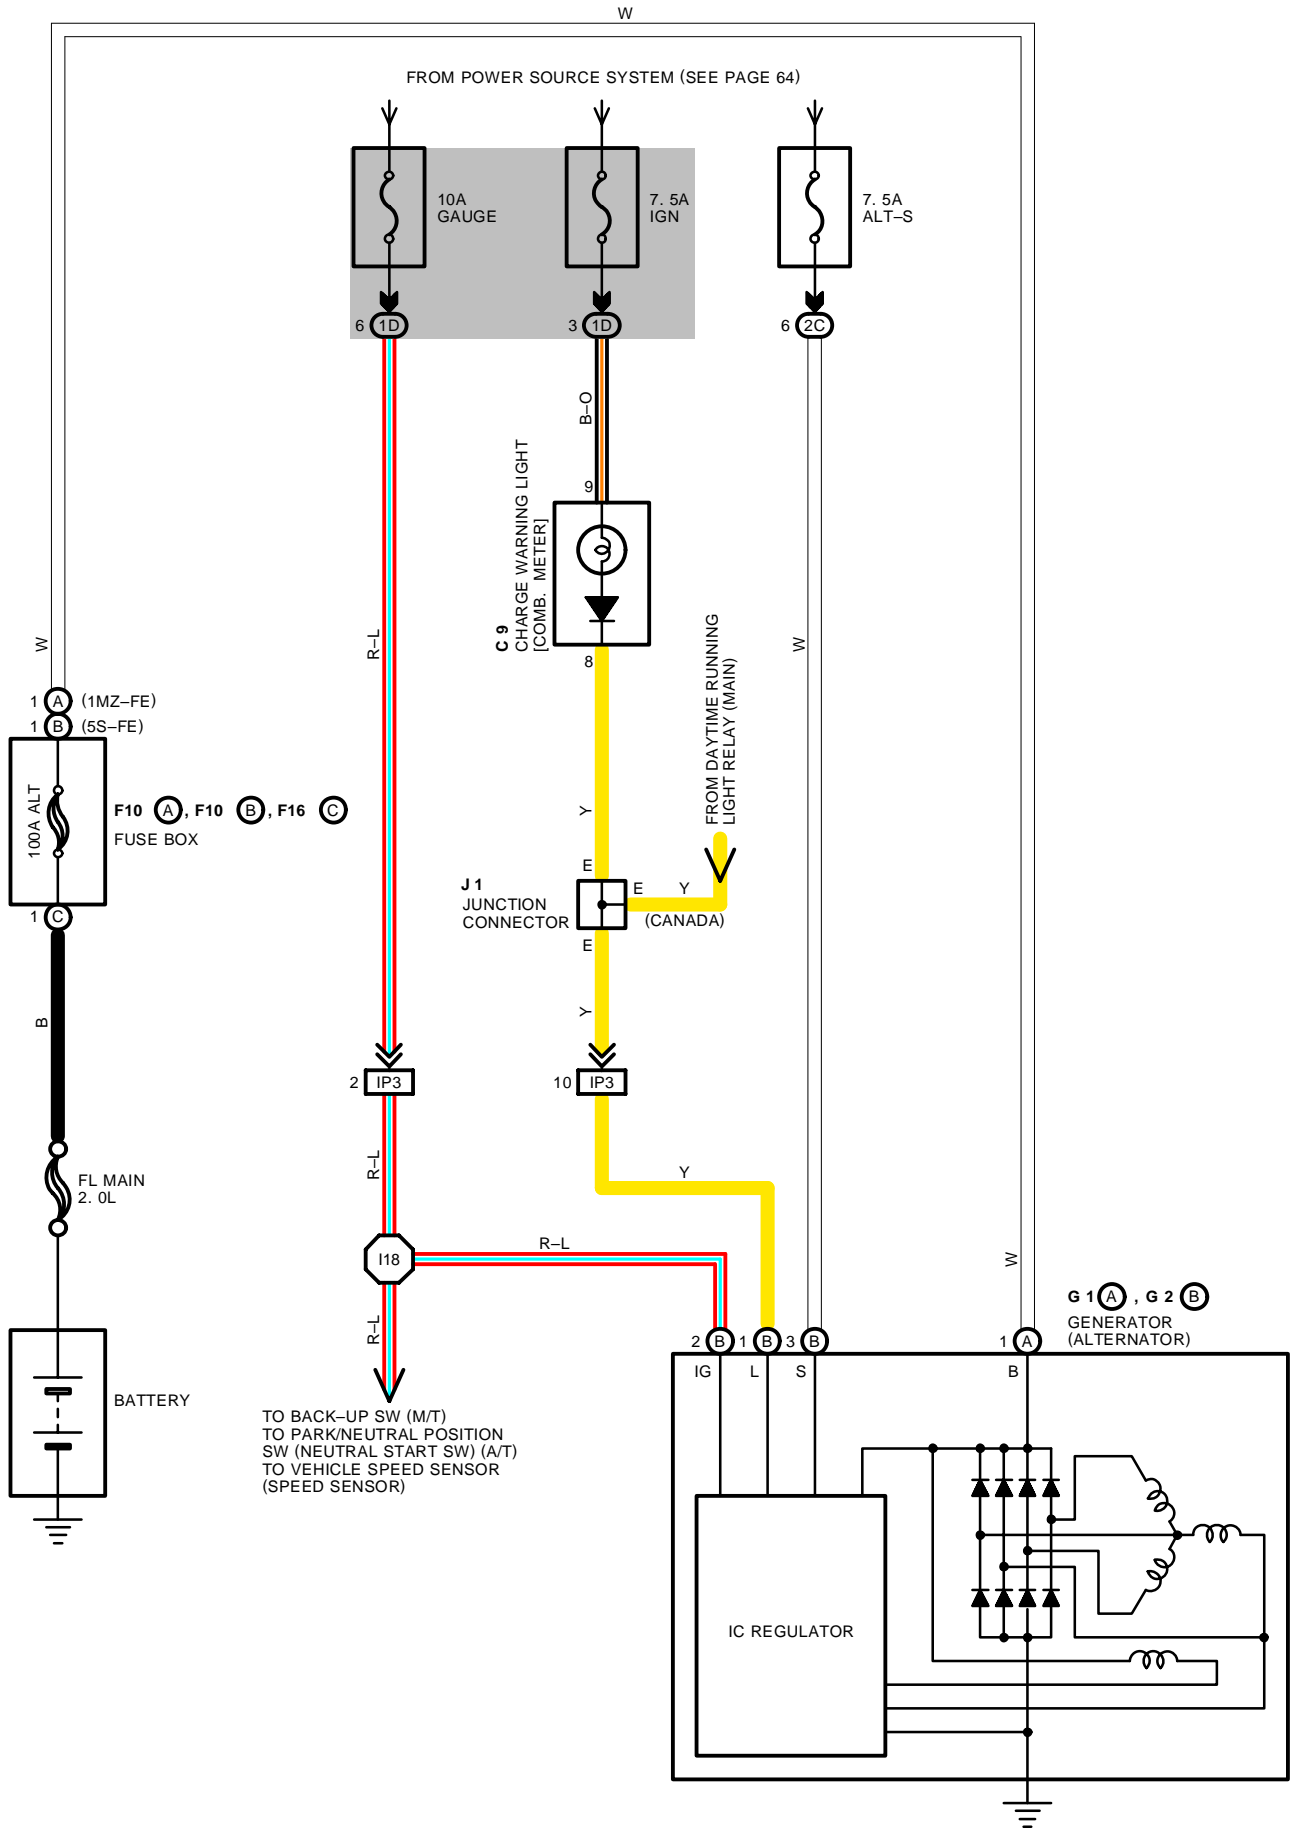 W
FROM POWER SOURCE SYSTEM (SEE PAGE 64)
10A
GAUGE
7. 5A
IGN
7. 5A
ALT–S
6 1D
3 1D
6 2C
B–O
9
C 9
CHARGE WARNING LIGHT
[COMB. METER]
8
W
R–L
W
FROM DAYTIME RUNNING
LIGHT RELAY (MAIN)
1 A (1MZ–FE)
1 B (5S–FE)
100A ALT
F10 A , F10 B , F16 C
FUSE BOX
1 C
Y
E
J 1
JUNCTION
CONNECTOR
E Y
(CANADA)
E
B
Y
2 IP3
10 IP3
R–L
Y
FL MAIN
2. 0L
I18
R–L
W
R–L
G 1 A , G 2 B
GENERATOR
(ALTERNATOR)
2 B
1 B
3 B
1 A
IG
L
S
B
BATTERY
TO BACK–UP SW (M/T)
TO PARK/NEUTRAL POSITION
SW (NEUTRAL START SW) (A/T)
TO VEHICLE SPEED SENSOR
(SPEED SENSOR)
IC REGULATOR